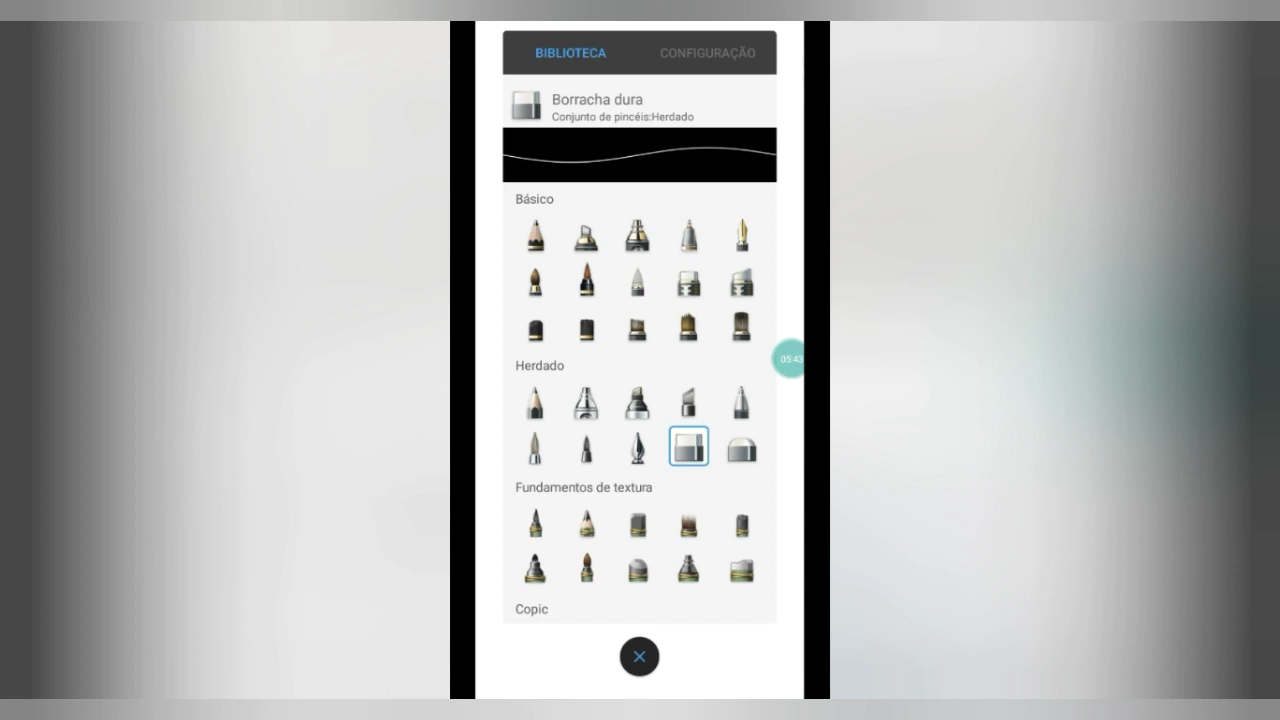 BIBLIOTECA CONFIGURAÇÃO
Borracha dura
Conjunto de pincéis:Herdado
Básico
05:43
Herdado
Fundamentos de textura
Copic